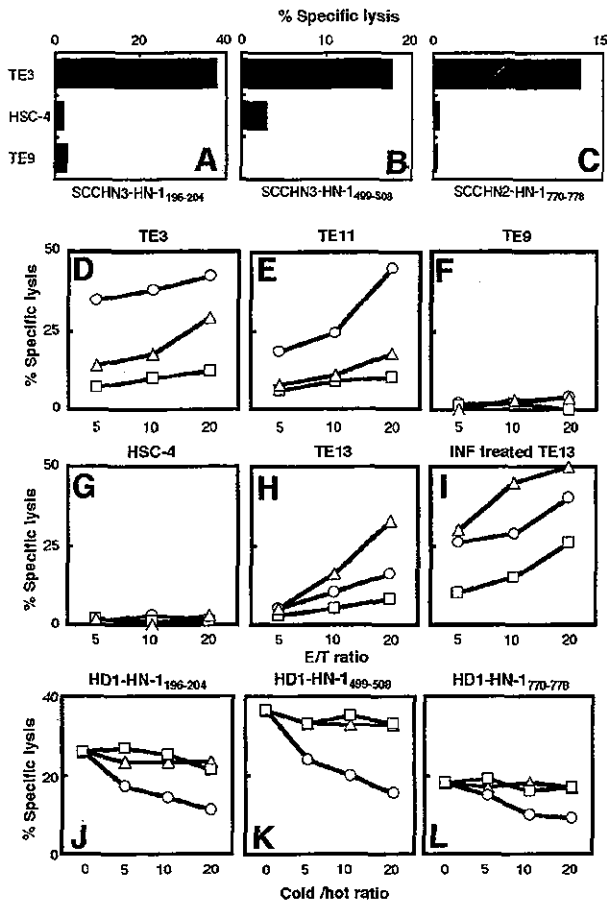 % Specific lysis
0 20 40
0 10 20
0 15
TE3
HSC-4
TE9
A B C
SCCHN3-HN-1196-204
SCCHN3-HN-1499-508
SCCHN2-HN-1770-778
TE3 TE11 TE9
50
25
0
D E F
% Specific lysis
5 10 20
5 10 20
5 10 20
HSC-4 TE13 INF treated TE13
50
25
0
G H I
% Specific lysis
5 10 20
5 10 20
5 10 20
E/T ratio
HD1-HN-1196-204
HD1-HN-1499-508
HD1-HN-1770-778
40
20
0
J K L
% Specific lysis
0 5 10 20
0 5 10 20
0 5 10 20
Cold /hot ratio